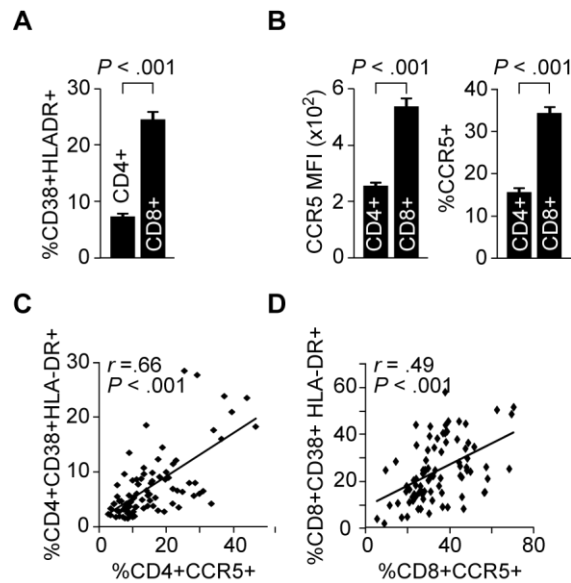 A
P < .001
%CD38+HLADR+
30
20
10
0
CD4+
CD8+
B
P < .001
CCR5 MFI (x10²)
6
4
2
0
CD4+
CD8+
P < .001
%CCR5+
40
30
20
10
0
CD4+
CD8+
C
r = .66
P < .001
%CD4+CD38+HLA-DR+
30
20
10
0
0
20
40
%CD4+CCR5+
D
r = .49
P < .001
%CD8+CD38+ HLA-DR+
60
40
20
0
0
40
80
%CD8+CCR5+